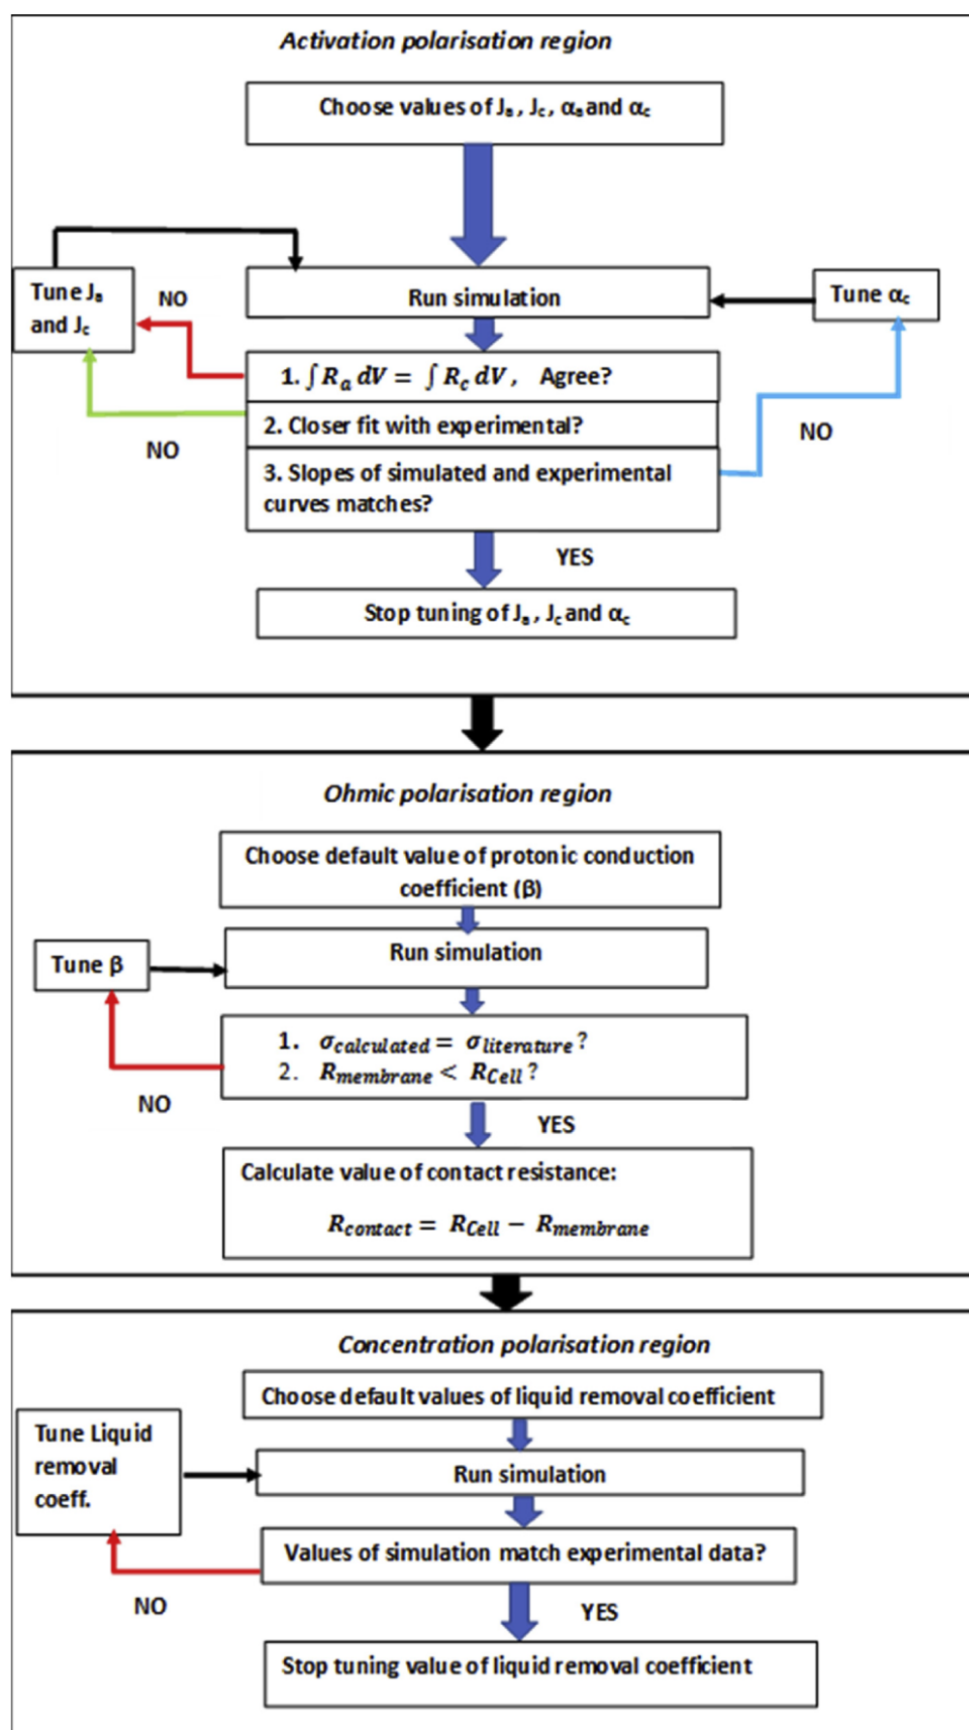 Activation polarisation region
Choose values of Jₐ, J꜀, αₐ and α꜀
Tune Jₐ
and J꜀
NO
Run simulation
Tune α꜀
1. ∫ Rₐ dV = ∫ R꜀ dV, Agree?
2. Closer fit with experimental?
NO
NO
3. Slopes of simulated and experimental
curves matches?
YES
Stop tuning of Jₐ, J꜀ and α꜀
Ohmic polarisation region
Choose default value of protonic conduction
coefficient (β)
Tune β
Run simulation
1. σcalculated = σliterature?
2. Rmembrane < RCell?
NO
YES
Calculate value of contact resistance:
Rcontact = RCell − Rmembrane
Concentration polarisation region
Choose default values of liquid removal coefficient
Tune Liquid
removal
coeff.
Run simulation
Values of simulation match experimental data?
NO
YES
Stop tuning value of liquid removal coefficient